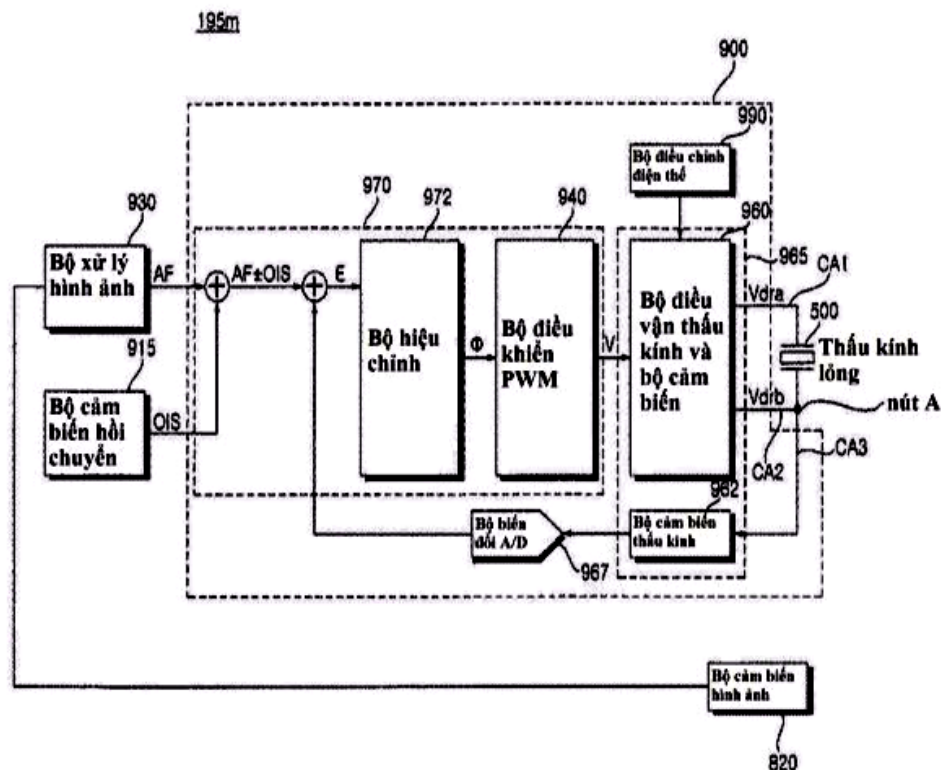 195m
900
990
Bộ điều chỉnh
điện thế
970
972
940
960
965
930
Bộ xử lý
hình ảnh
AF
AF±OIS
E
Bộ hiệu
chỉnh
Φ
Bộ điều
khiển
PWM
V
Bộ điều
vận thấu
kính và
bộ cảm
biến
Vdra
CA1
500
Thấu kính
lỏng
Vdrb
nút A
CA2
CA3
915
Bộ cảm
biến hồi
chuyển
OIS
962
Bộ cảm biến
thấu kính
Bộ biến
đổi A/D
967
Bộ cảm biến
hình ảnh
820